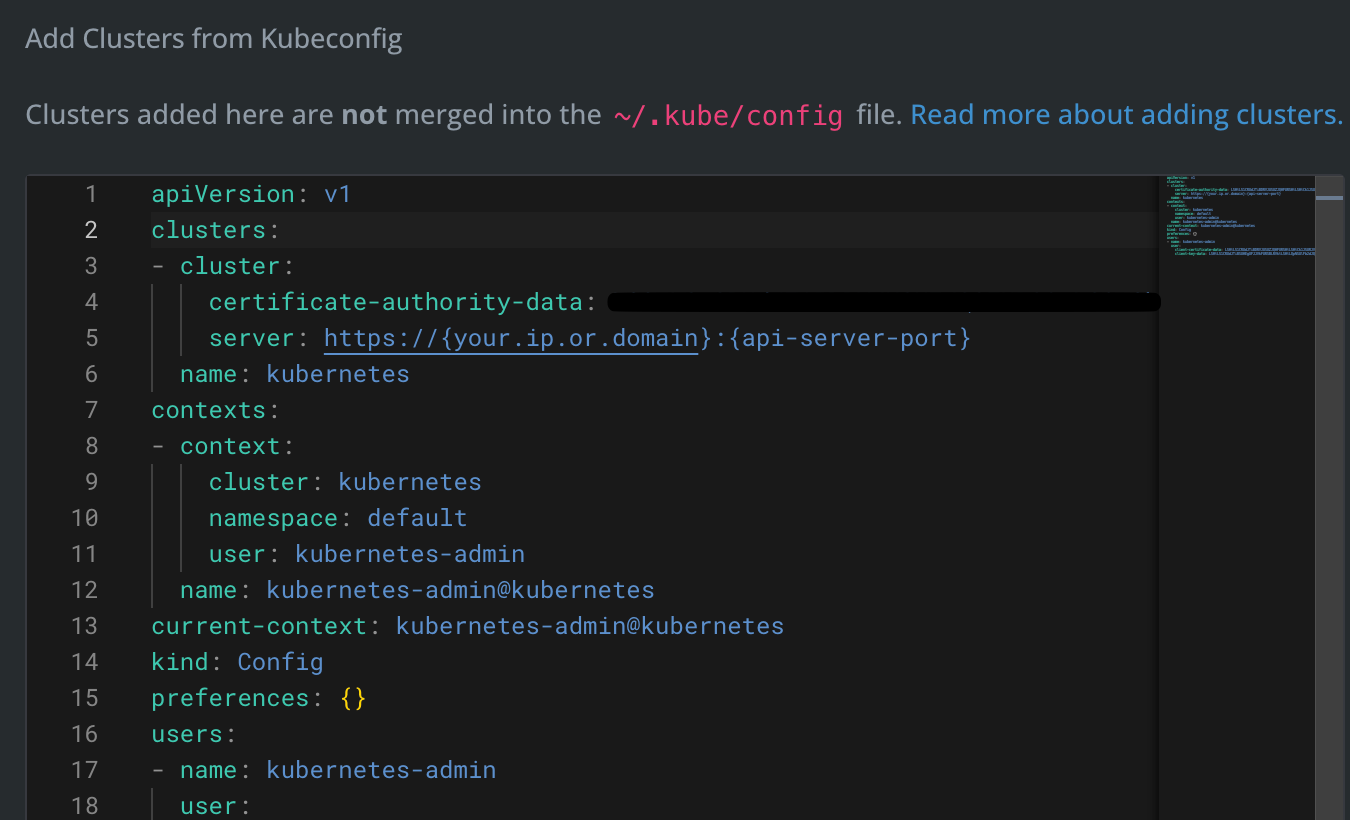 Add Clusters from Kubeconfig
Clusters added here are not merged into the ~/.kube/config file. Read more about adding clusters.
1 apiVersion: v1
2 clusters:
3 - cluster:
4 certificate-authority-data:
5 server: https://{your.ip.or.domain}:{api-server-port}
6 name: kubernetes
7 contexts:
8 - context:
9 cluster: kubernetes
10 namespace: default
11 user: kubernetes-admin
12 name: kubernetes-admin@kubernetes
13 current-context: kubernetes-admin@kubernetes
14 kind: Config
15 preferences: {}
16 users:
17 - name: kubernetes-admin
18 user: